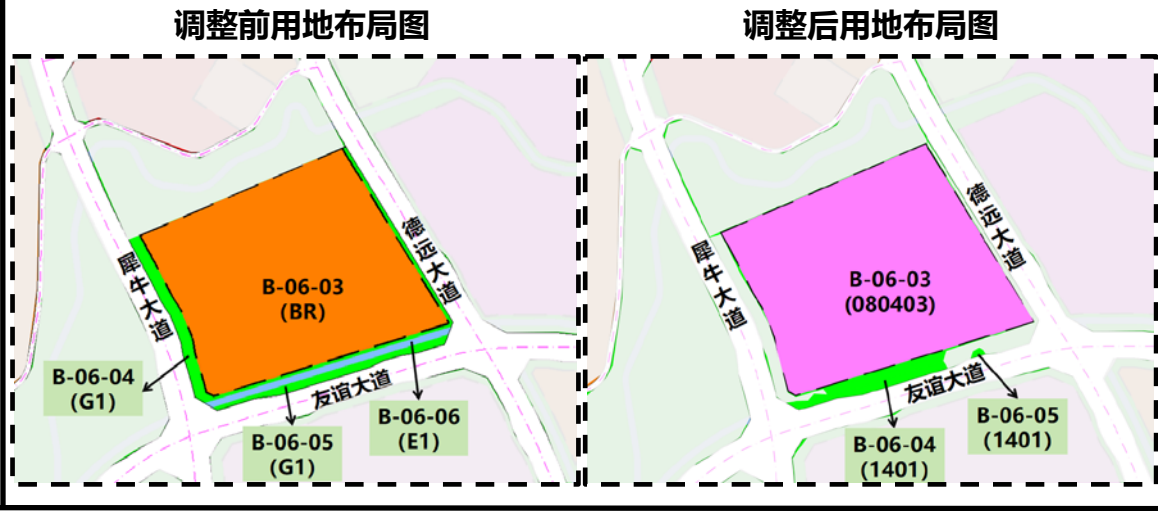 调整前用地布局图
德远大道
犀牛大道
B-06-03
(BR)
B-06-04
(G1)
友谊大道
B-06-05
(G1)
B-06-06
(E1)
调整后用地布局图
德远大道
犀牛大道
B-06-03
(080403)
友谊大道
B-06-04
(1401)
B-06-05
(1401)